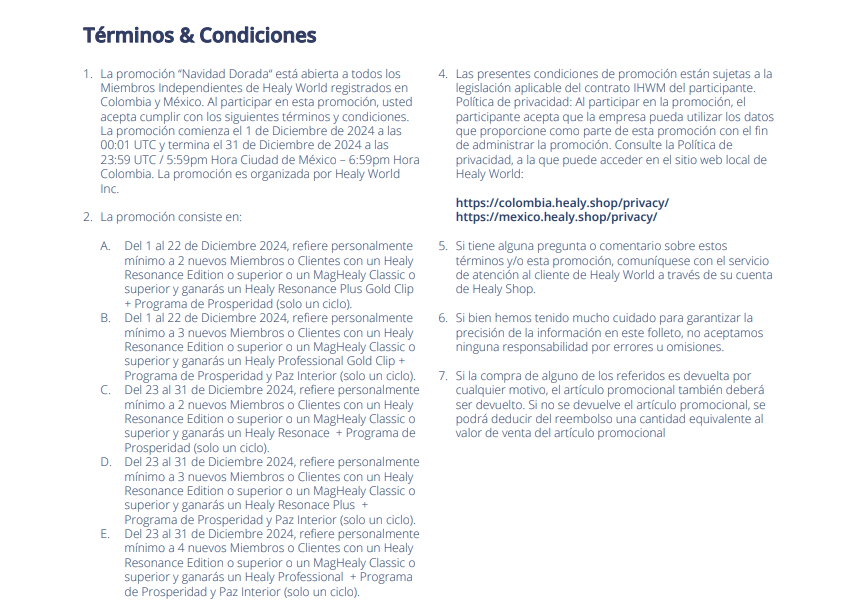 Términos & Condiciones
1. La promoción “Navidad Dorada“ está abierta a todos los
Miembros Independientes de Healy World registrados en
Colombia y México. Al participar en esta promoción, usted
acepta cumplir con los siguientes términos y condiciones.
La promoción comienza el 1 de Diciembre de 2024 a las
00:01 UTC y termina el 31 de Diciembre de 2024 a las
23:59 UTC / 5:59pm Hora Ciudad de México – 6:59pm Hora
Colombia. La promoción es organizada por Healy World
Inc.
2. La promoción consiste en:
A. Del 1 al 22 de Diciembre 2024, refiere personalmente
mínimo a 2 nuevos Miembros o Clientes con un Healy
Resonance Edition o superior o un MagHealy Classic o
superior y ganarás un Healy Resonance Plus Gold Clip
+ Programa de Prosperidad (solo un ciclo).
B. Del 1 al 22 de Diciembre 2024, refiere personalmente
mínimo a 3 nuevos Miembros o Clientes con un Healy
Resonance Edition o superior o un MagHealy Classic o
superior y ganarás un Healy Professional Gold Clip +
Programa de Prosperidad y Paz Interior (solo un ciclo).
C. Del 23 al 31 de Diciembre 2024, refiere personalmente
mínimo a 2 nuevos Miembros o Clientes con un Healy
Resonance Edition o superior o un MagHealy Classic o
superior y ganarás un Healy Resonace + Programa de
Prosperidad (solo un ciclo).
D. Del 23 al 31 de Diciembre 2024, refiere personalmente
mínimo a 3 nuevos Miembros o Clientes con un Healy
Resonance Edition o superior o un MagHealy Classic o
superior y ganarás un Healy Resonace Plus +
Programa de Prosperidad y Paz Interior (solo un ciclo).
E. Del 23 al 31 de Diciembre 2024, refiere personalmente
mínimo a 4 nuevos Miembros o Clientes con un Healy
Resonance Edition o superior o un MagHealy Classic o
superior y ganarás un Healy Professional + Programa
de Prosperidad y Paz Interior (solo un ciclo).
4. Las presentes condiciones de promoción están sujetas a la
legislación aplicable del contrato IHWM del participante.
Política de privacidad: Al participar en la promoción, el
participante acepta que la empresa pueda utilizar los datos
que proporcione como parte de esta promoción con el fin
de administrar la promoción. Consulte la Política de
privacidad, a la que puede acceder en el sitio web local de
Healy World:
https://colombia.healy.shop/privacy/
https://mexico.healy.shop/privacy/
5. Si tiene alguna pregunta o comentario sobre estos
términos y/o esta promoción, comuníquese con el servicio
de atención al cliente de Healy World a través de su cuenta
de Healy Shop.
6. Si bien hemos tenido mucho cuidado para garantizar la
precisión de la información en este folleto, no aceptamos
ninguna responsabilidad por errores u omisiones.
7. Si la compra de alguno de los referidos es devuelta por
cualquier motivo, el artículo promocional también deberá
ser devuelto. Si no se devuelve el artículo promocional, se
podrá deducir del reembolso una cantidad equivalente al
valor de venta del artículo promocional